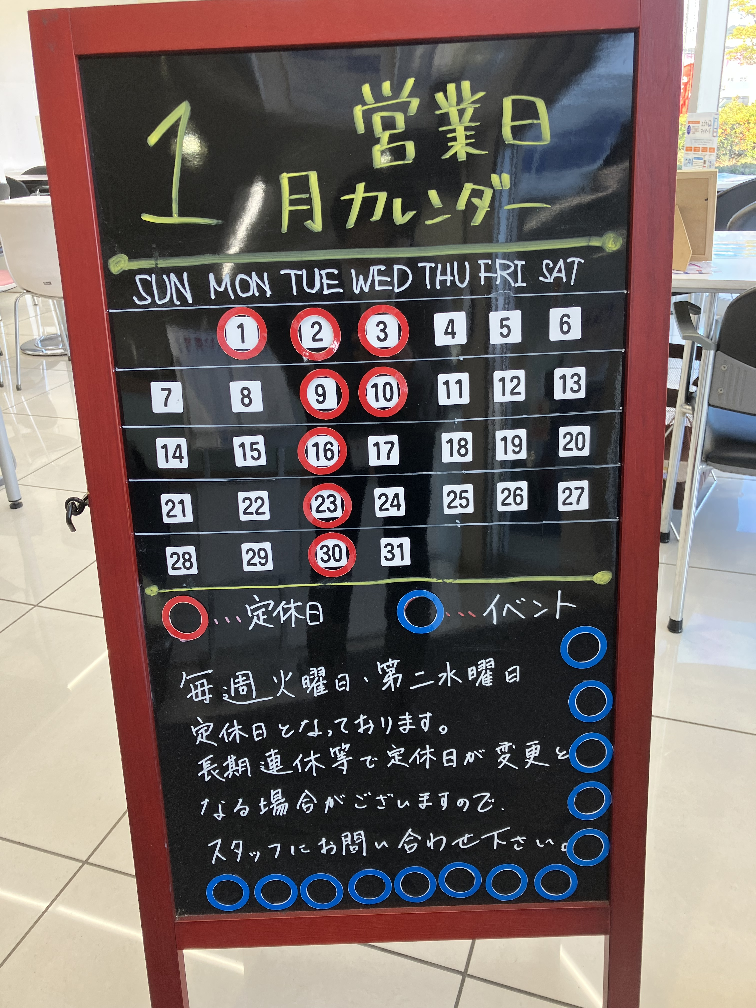 営業日
1月カレンダー
SUN MON TUE WED THU FRI SAT
1 2 3 4 5 6
7 8 9 10 11 12 13
14 15 16 17 18 19 20
21 22 23 24 25 26 27
28 29 30 31
…定休日 …イベント
毎週火曜日、第二水曜日
定休日となっております。
長期連休等で定休日が変更と
なる場合がございますので、
スタッフにお問い合わせ下さい。